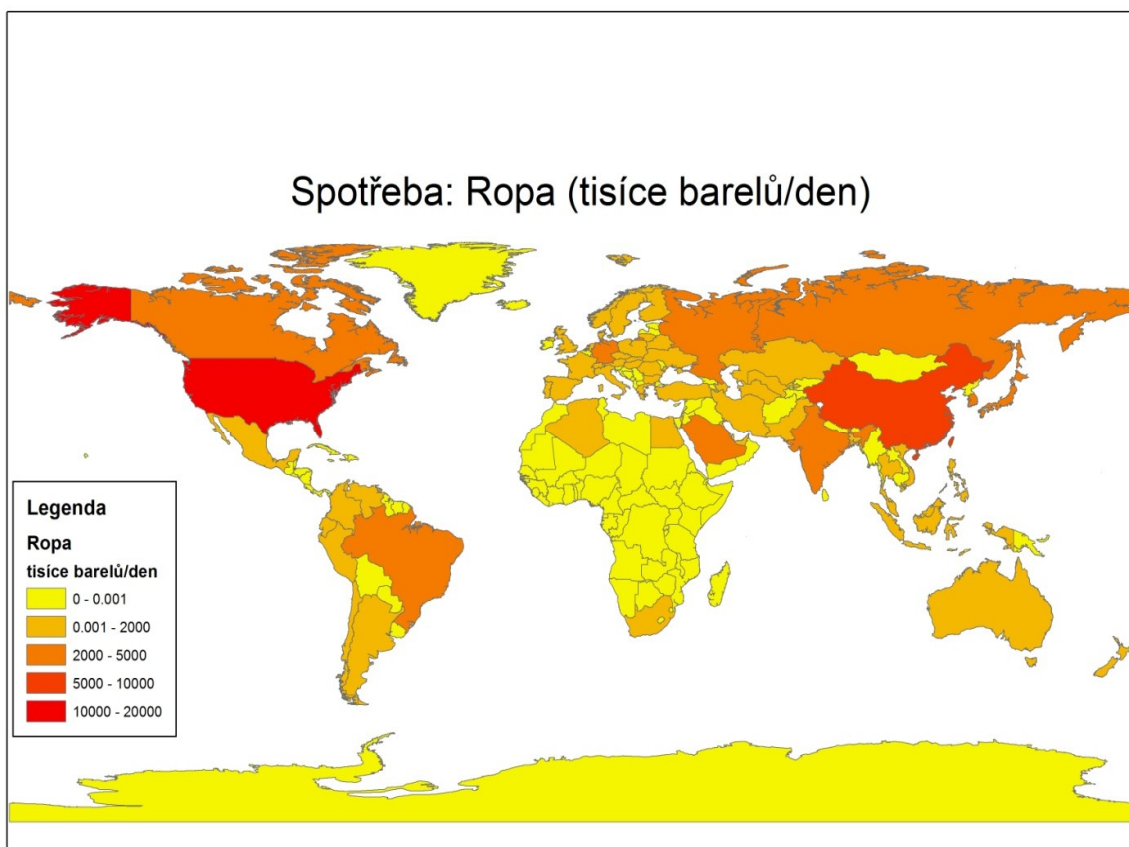 Spotřeba: Ropa (tisíce barelů/den)
Legenda
Ropa
tisíce barelů/den
0 - 0.001
0.001 - 2000
2000 - 5000
5000 - 10000
10000 - 20000